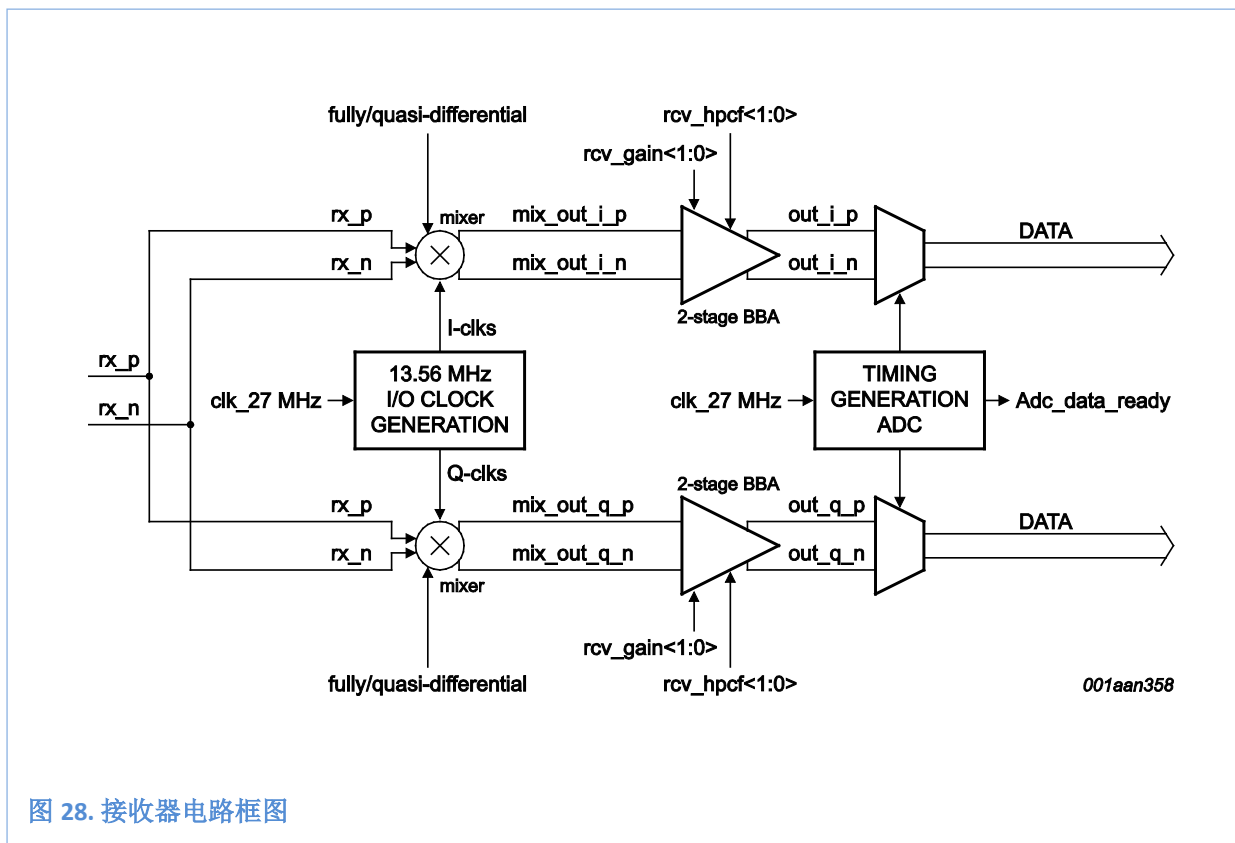 fully/quasi-differential
rcv_hpcf<1:0>
rcv_gain<1:0>
rx_p
mixer
mix_out_i_p
out_i_p
DATA
rx_n
mix_out_i_n
out_i_n
2-stage BBA
I-clks
rx_p
rx_n
clk_27 MHz
13.56 MHz
I/O CLOCK
GENERATION
clk_27 MHz
TIMING
GENERATION
ADC
Adc_data_ready
Q-clks
2-stage BBA
rx_p
mix_out_q_p
out_q_p
DATA
rx_n
mix_out_q_n
out_q_n
mixer
rcv_gain<1:0>
fully/quasi-differential
rcv_hpcf<1:0>
001aan358
图 28. 接收器电路框图